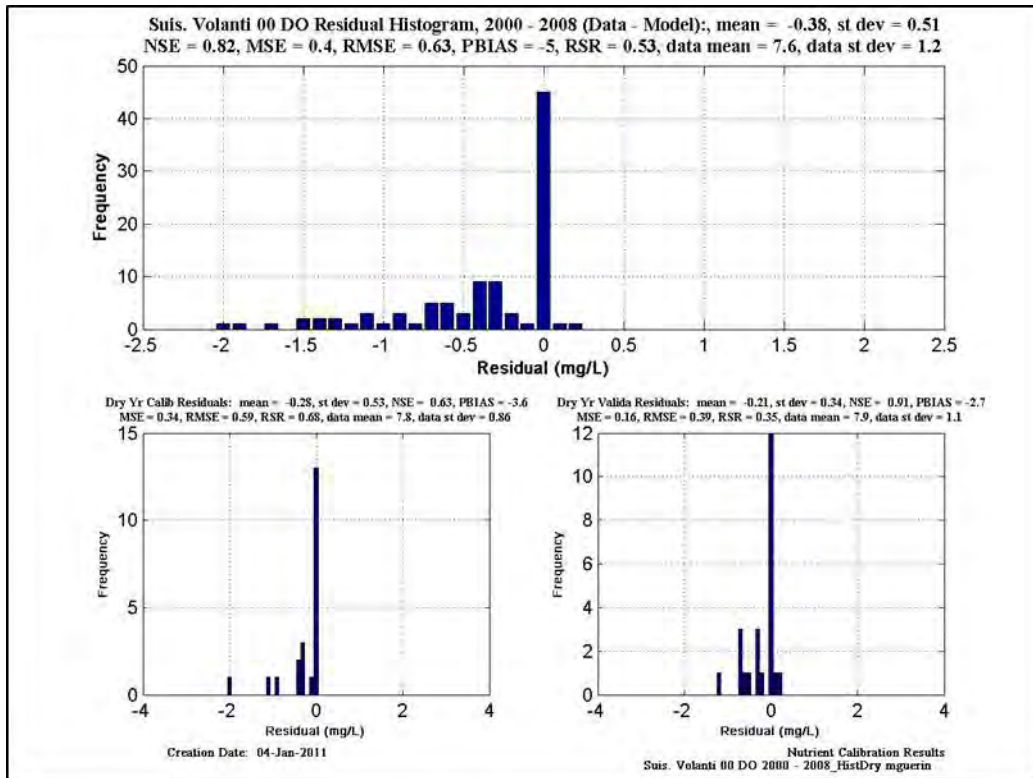 Suis. Volanti 00 DO Residual Histogram, 2000 - 2008 (Data - Model):, mean = -0.38, st dev = 0.51
NSE = 0.82, MSE = 0.4, RMSE = 0.63, PBIAS = -5, RSR = 0.53, data mean = 7.6, data st dev = 1.2
50
40
30
20
10
0
Frequency
-2.5 -2 -1.5 -1 -0.5 0 0.5 1 1.5 2 2.5
Residual (mg/L)
Dry Yr Calib Residuals: mean = -0.28, st dev = 0.53, NSE = 0.63, PBIAS = -3.6
MSE = 0.34, RMSE = 0.59, RSR = 0.68, data mean = 7.8, data st dev = 0.86
15
10
5
0
Frequency
-4 -2 0 2 4
Residual (mg/L)
Dry Yr Valida Residuals: mean = -0.21, st dev = 0.34, NSE = 0.91, PBIAS = -2.7
MSE = 0.16, RMSE = 0.39, RSR = 0.35, data mean = 7.9, data st dev = 1.1
12
10
8
6
4
2
0
Frequency
-4 -2 0 2 4
Residual (mg/L)
Creation Date: 04-Jan-2011
Nutrient Calibration Results
Suis. Volanti 00 DO 2000 - 2008_HistDry mguerin